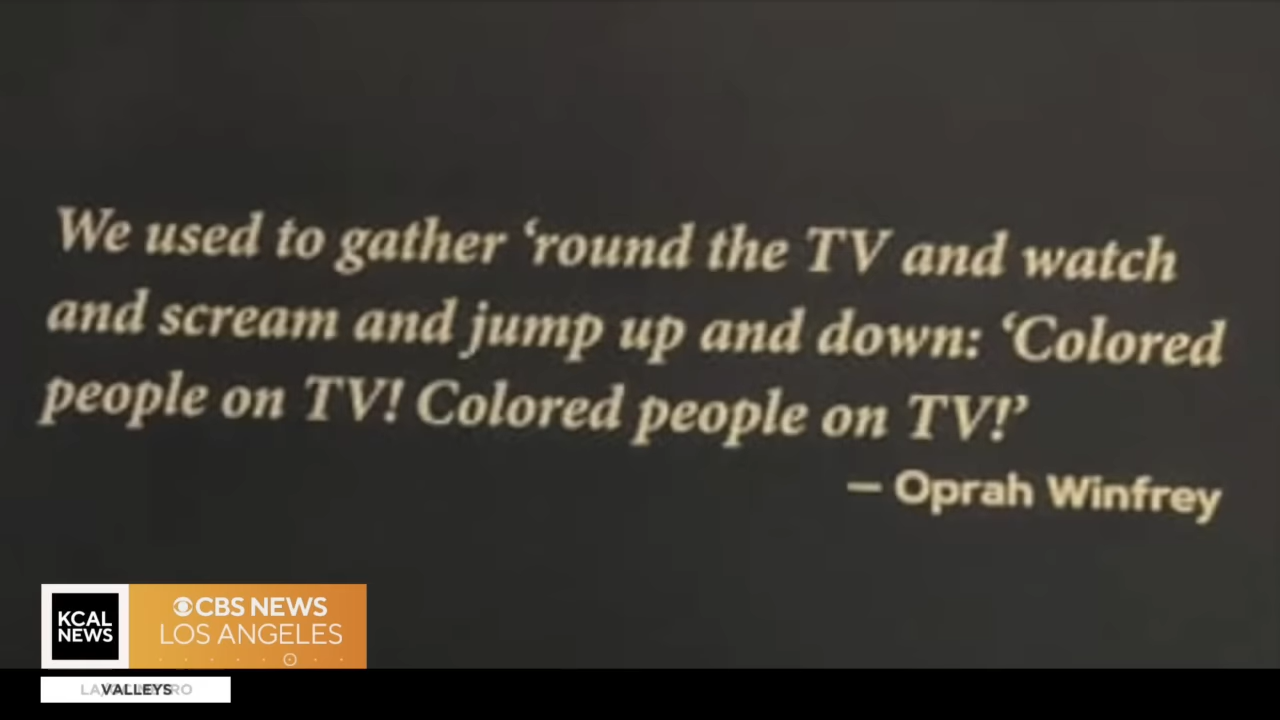 We used to gather ‘round the TV and watch
and scream and jump up and down: ‘Colored
people on TV! Colored people on TV!’
— Oprah Winfrey
KCAL
NEWS
CBS NEWS
LOS ANGELES
VALLEYS